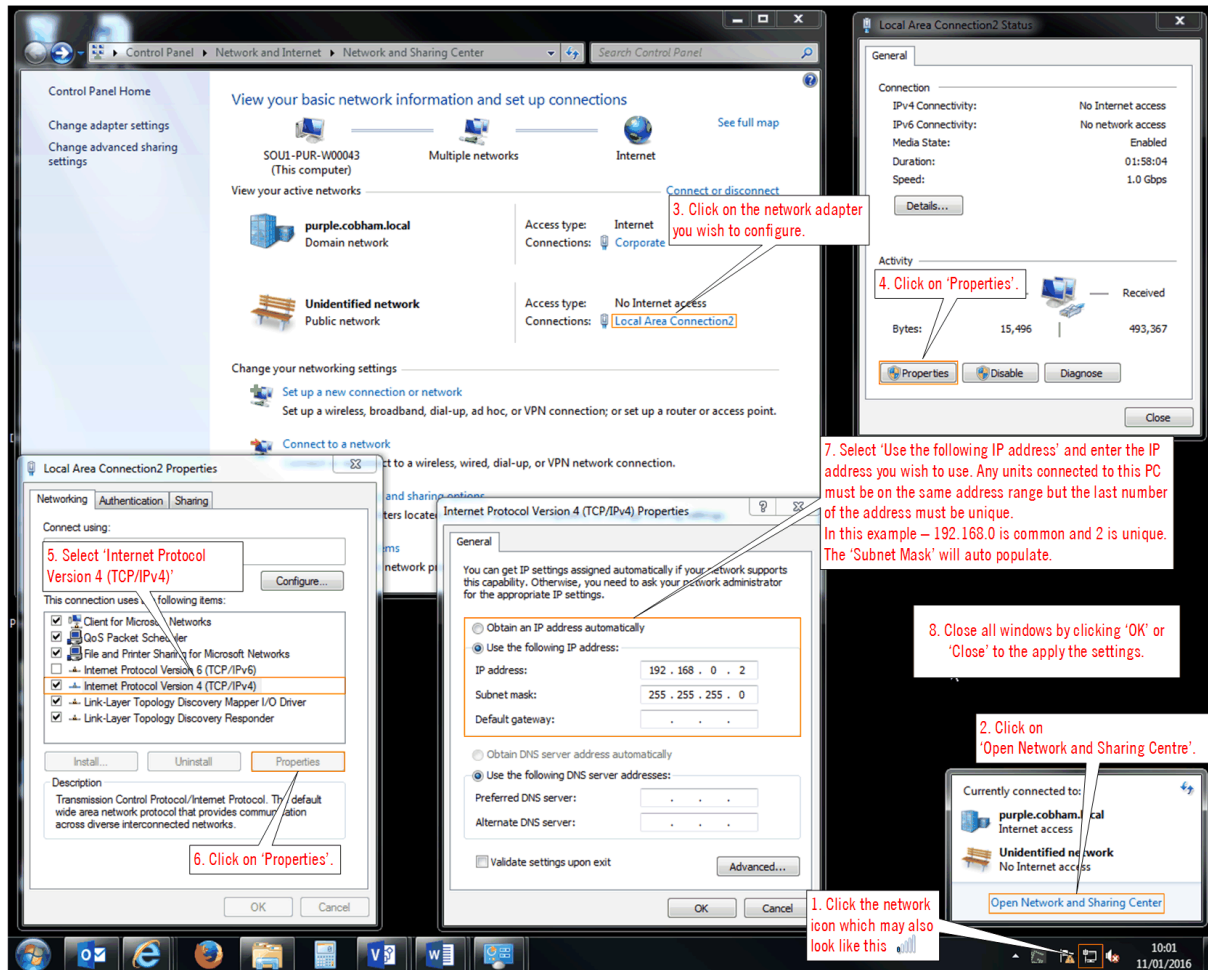 Control Panel
Network and Internet
Network and Sharing Center
Search Control Panel
Control Panel Home
Change adapter settings
Change advanced sharing
settings
View your basic network information and set up connections
See full map
SOU1-PUR-W00043
(This computer)
Multiple networks
Internet
View your active networks
Connect or disconnect
purple.cobham.local
Domain network
Access type: Internet
Connections: Corporate
3. Click on the network adapter
you wish to configure.
Unidentified network
Public network
Access type: No Internet access
Connections: Local Area Connection2
Change your networking settings
Set up a new connection or network
Set up a wireless, broadband, dial-up, ad hoc, or VPN connection; or set up a router or access point.
Connect to a network
ct to a wireless, wired, dial-up, or VPN network connection.
and sharing options
ters locate
ems
network pr
Local Area Connection2 Status
General
Connection
IPv4 Connectivity: No Internet access
IPv6 Connectivity: No network access
Media State: Enabled
Duration: 01:58:04
Speed: 1.0 Gbps
Details...
Activity
4. Click on 'Properties'.
Received
Bytes: 15,496 493,367
Properties
Disable
Diagnose
Close
Local Area Connection2 Properties
Networking
Authentication
Sharing
Connect using:
5. Select 'Internet Protocol
Version 4 (TCP/IPv4)'
Configure...
This connection uses following items:
Client for Microsoft Networks
QoS Packet Scheduler
File and Printer Sharing for Microsoft Networks
Internet Protocol Version 6 (TCP/IPv6)
Internet Protocol Version 4 (TCP/IPv4)
Link-Layer Topology Discovery Mapper I/O Driver
Link-Layer Topology Discovery Responder
Install...
Uninstall
Properties
Description
Transmission Control Protocol/Internet Protocol. The default
wide area network protocol that provides communication
across diverse interconnected networks.
6. Click on 'Properties'.
OK
Cancel
Internet Protocol Version 4 (TCP/IPv4) Properties
General
You can get IP settings assigned automatically if your network supports
this capability. Otherwise, you need to ask your network administrator
for the appropriate IP settings.
Obtain an IP address automatically
Use the following IP address:
IP address: 192 . 168 . 0 . 2
Subnet mask: 255 . 255 . 255 . 0
Default gateway: . . .
Obtain DNS server address automatically
Use the following DNS server addresses:
Preferred DNS server: . . .
Alternate DNS server: . . .
Validate settings upon exit
Advanced...
OK
Cancel
7. Select 'Use the following IP address' and enter the IP
address you wish to use. Any units connected to this PC
must be on the same address range but the last number
of the address must be unique.
In this example – 192.168.0 is common and 2 is unique.
The 'Subnet Mask' will auto populate.
8. Close all windows by clicking 'OK' or
'Close' to the apply the settings.
2. Click on
'Open Network and Sharing Centre'.
Currently connected to:
purple.cobham.local
Internet access
Unidentified network
No Internet access
Open Network and Sharing Center
1. Click the network
icon which may also
look like this
10:01
11/01/2016